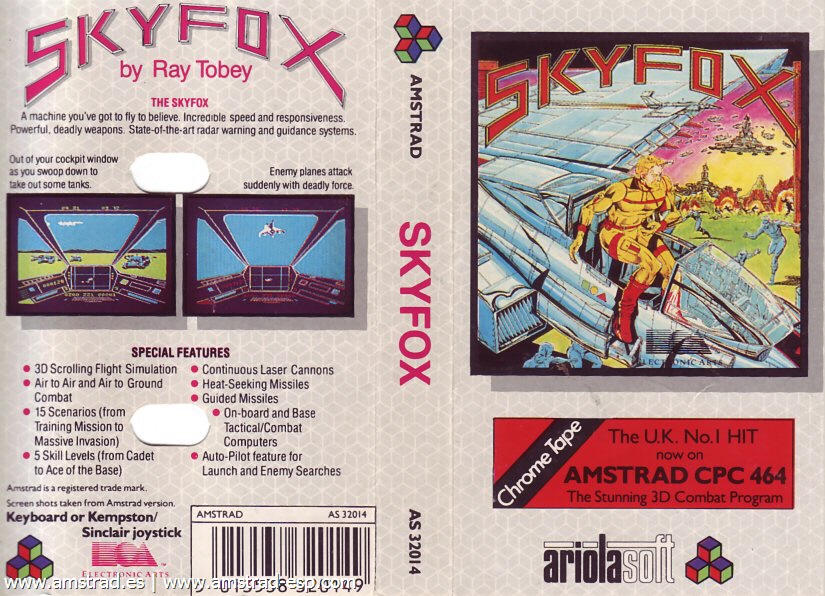 SKYFOX
by Ray Tobey
THE SKYFOX
A machine you've got to fly to believe. Incredible speed and responsiveness.
Powerful, deadly weapons. State-of-the-art radar warning and guidance systems.
Out of your cockpit window
as you swoop down to
take out some tanks.
Enemy planes attack
suddenly with deadly force.
SPECIAL FEATURES
3D Scrolling Flight Simulation
Air to Air and Air to Ground
Combat
15 Scenarios (from
Training Mission to
Massive Invasion)
5 Skill Levels (from Cadet
to Ace of the Base)
Continuous Laser Cannons
Heat-Seeking Missiles
Guided Missiles
On-board and Base
Tactical/Combat
Computers
Auto-Pilot feature for
Launch and Enemy Searches
Amstrad is a registered trade mark.
Screen shots taken from Amstrad version.
Keyboard or Kempston/
Sinclair joystick
ELECTRONIC ARTS
AMSTRAD AS 32014
www.amstrad.es | www.amstrad-esp.com
AMSTRAD
SKYFOX
AS 32014
SKYFOX
ELECTRONIC ARTS
Chrome Tape
The U.K. No.1 HIT
now on
AMSTRAD CPC 464
The Stunning 3D Combat Program
ariolasoft